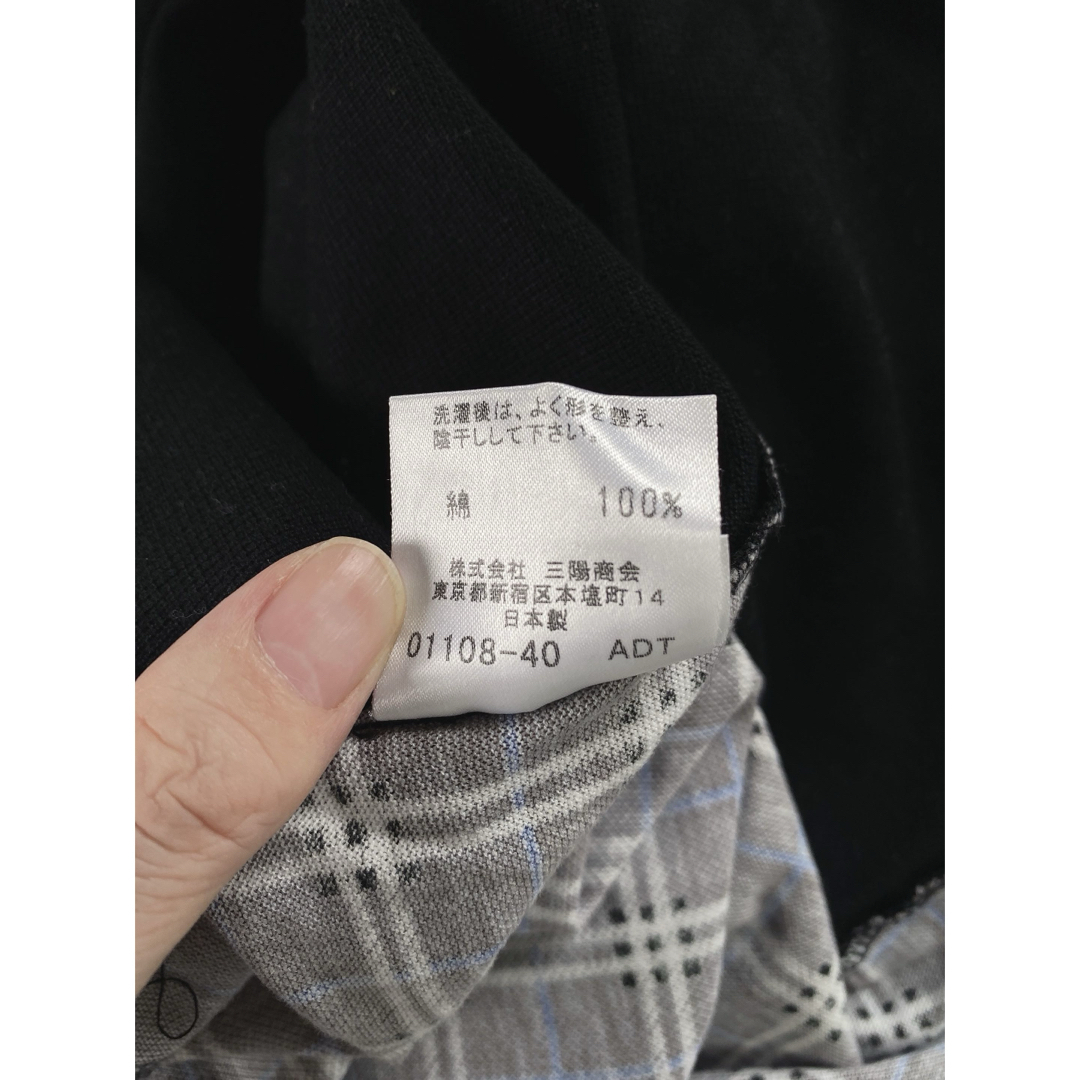 洗濯後は、よく形を整え、
陰干しして下さい。
綿 100%
株式会社 三陽商会
東京都新宿区本塩町14
日本製
01108-40 ADT